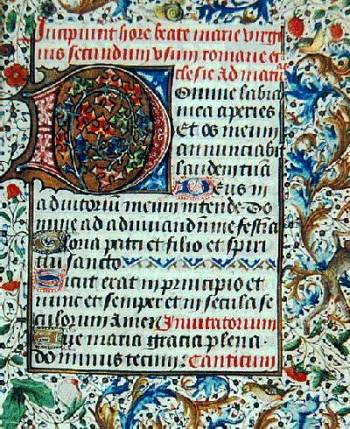 Incipiunt hore beate marie virgi
nis secundum usum romane ec
clesie Ad matu
Domine labia
mea aperies
Et os meum
annunciabit
laudem tuam
Deus in
adiutorium meum intende Do
mine ad adiuvandum me festia
Gloria patri et filio et spiri
tui sancto
Sicut erat in principio et
nunc et semper et in secula se
culorum Amen Invitatorium
Ave maria gracia plena
dominus tecum Canticum